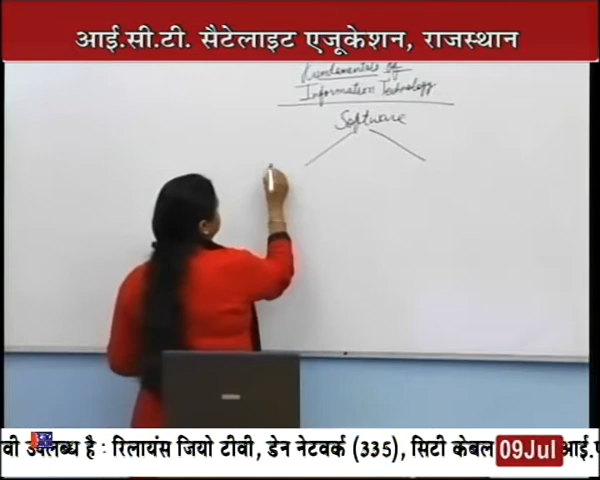 आई.सी.टी. सैटेलाइट एजूकेशन, राजस्थान
Fundamentals of
Information Technology
Software
उपलब्ध है : रिलायंस जियो टीवी, डेन नेटवर्क (335), सिटी केबल
09Jul